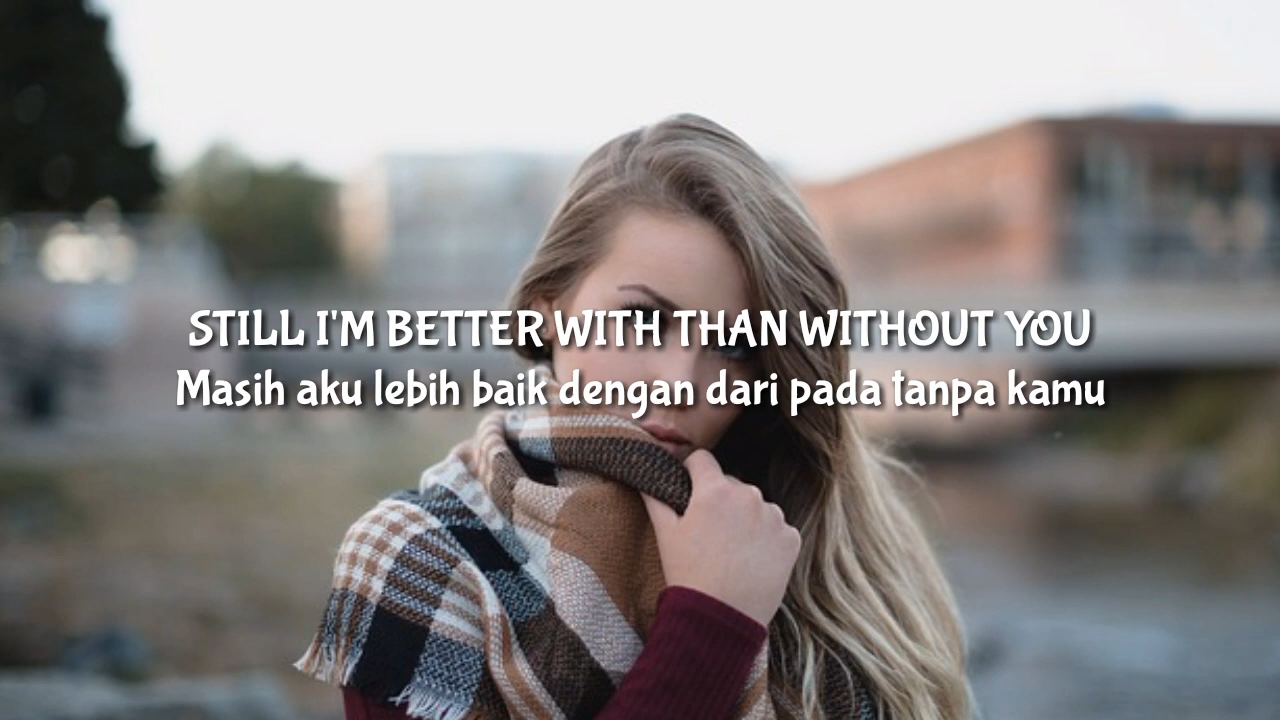 STILL I'M BETTER WITH THAN WITHOUT YOU
Masih aku lebih baik dengan dari pada tanpa kamu